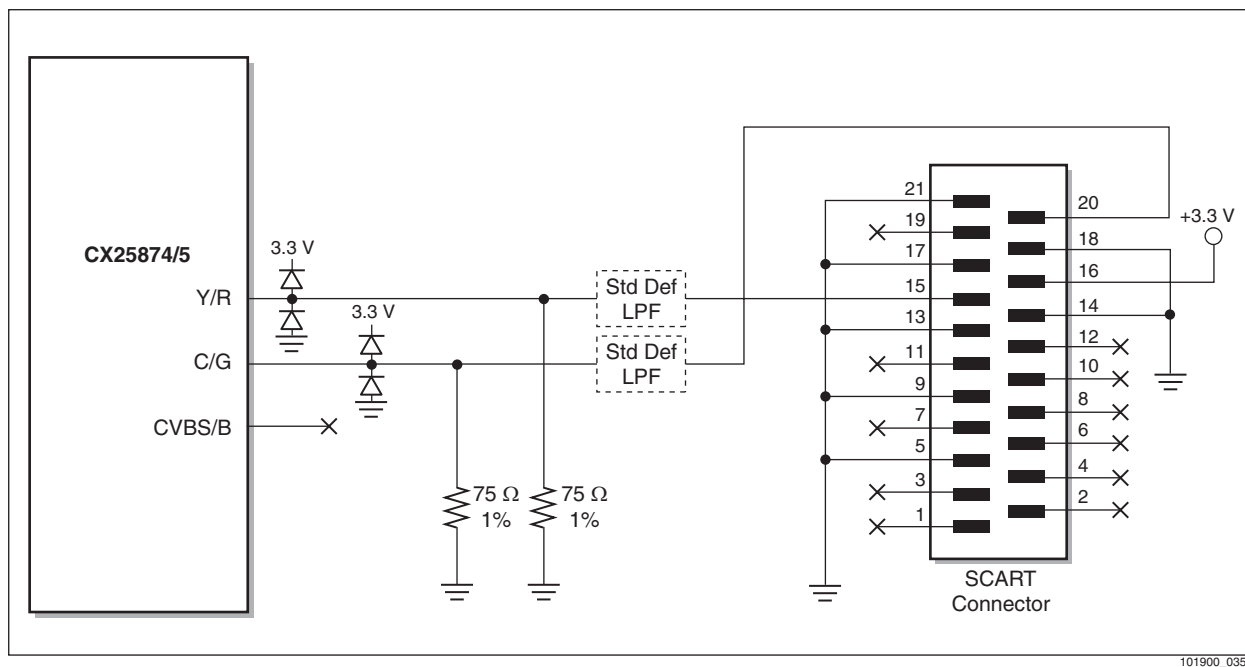 CX25874/5
3.3 V
Y/R
3.3 V
C/G
CVBS/B
Std Def
LPF
Std Def
LPF
75 Ω
1%
75 Ω
1%
21
19
17
15
13
11
9
7
5
3
1
20
18
16
14
12
10
8
6
4
2
+3.3 V
SCART
Connector
101900_035